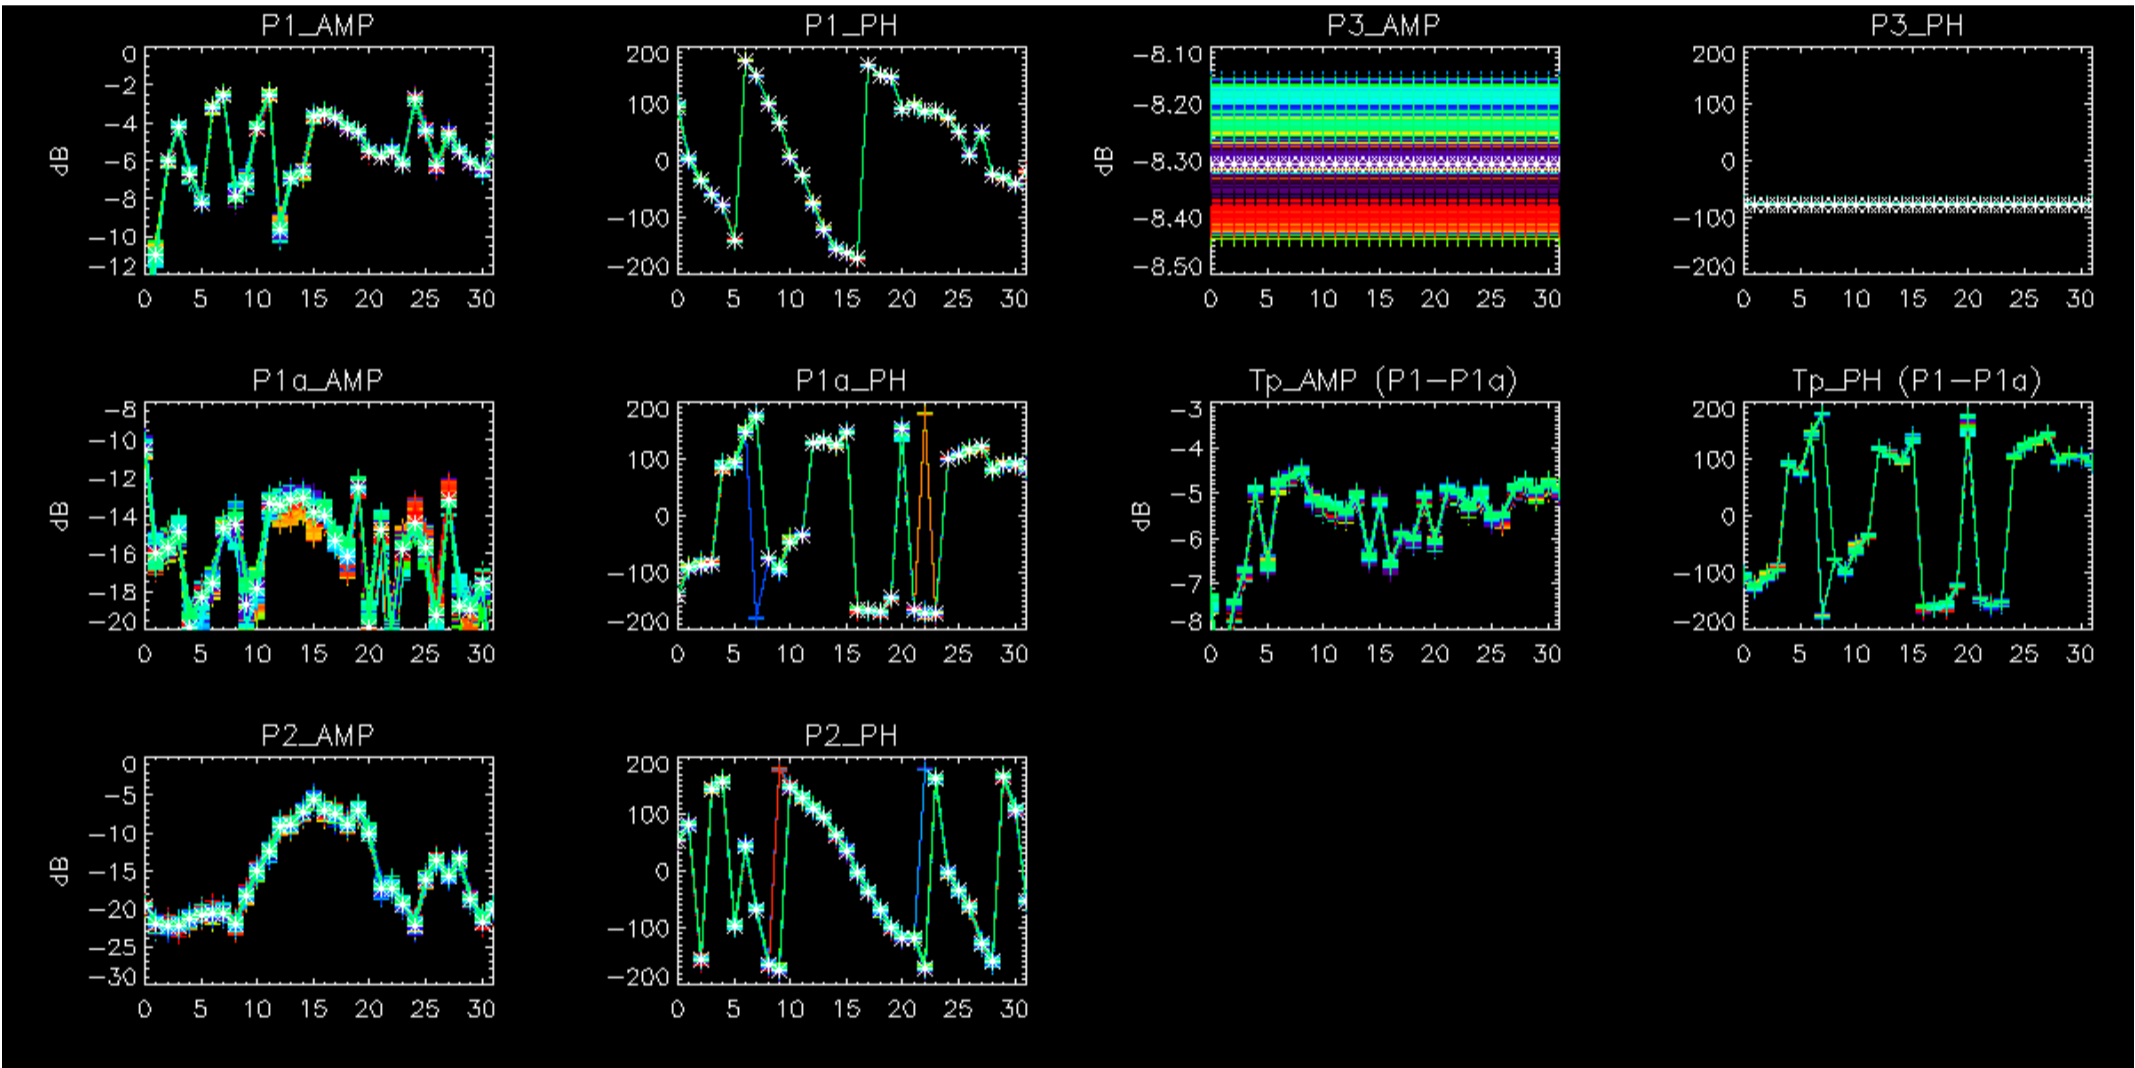 P1_AMP
0
-2
-4
-6
-8
-10
-12
dB
0 5 10 15 20 25 30
P1_PH
200
100
0
-100
-200
0 5 10 15 20 25 30
P3_AMP
-8.10
-8.20
-8.30
-8.40
-8.50
dB
0 5 10 15 20 25 30
P3_PH
200
100
0
-100
-200
0 5 10 15 20 25 30
P1a_AMP
-8
-10
-12
-14
-16
-18
-20
dB
0 5 10 15 20 25 30
P1a_PH
200
100
0
-100
-200
0 5 10 15 20 25 30
Tp_AMP (P1-P1a)
-3
-4
-5
-6
-7
-8
dB
0 5 10 15 20 25 30
Tp_PH (P1-P1a)
200
100
0
-100
-200
0 5 10 15 20 25 30
P2_AMP
0
-5
-10
-15
-20
-25
-30
dB
0 5 10 15 20 25 30
P2_PH
200
100
0
-100
-200
0 5 10 15 20 25 30